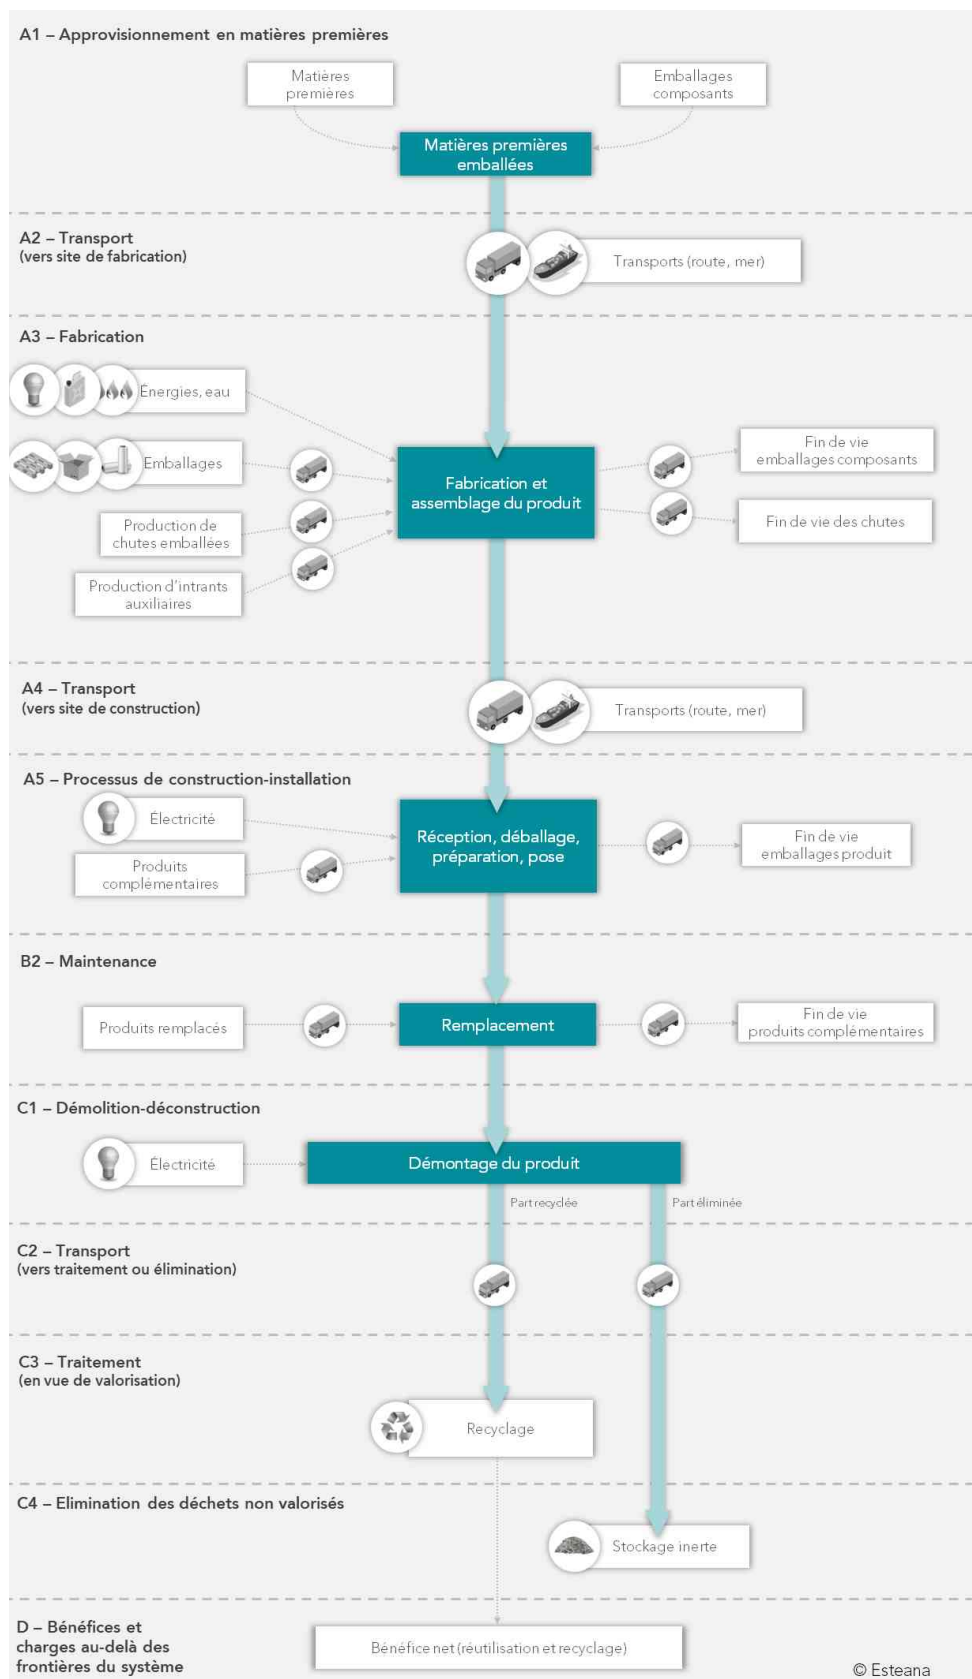 A1 – Approvisionnement en matières premières
Matières
premières
Emballages
composants
Matières premières
emballées
A2 – Transport
(vers site de fabrication)
Transports (route, mer)
A3 – Fabrication
Énergies, eau
Emballages
Production de
chutes emballées
Production d'intrants
auxiliaires
Fabrication et
assemblage du produit
Fin de vie
emballages composants
Fin de vie des chutes
A4 – Transport
(vers site de construction)
Transports (route, mer)
A5 – Processus de construction-installation
Électricité
Produits
complémentaires
Réception, déballage,
préparation, pose
Fin de vie
emballages produit
B2 – Maintenance
Produits remplacés
Remplacement
Fin de vie
produits complémentaires
C1 – Démolition-déconstruction
Électricité
Démontage du produit
Part recyclée
Part éliminée
C2 – Transport
(vers traitement ou élimination)
C3 – Traitement
(en vue de valorisation)
Recyclage
C4 – Elimination des déchets non valorisés
Stockage inerte
D – Bénéfices et
charges au-delà des
frontières du système
Bénéfice net (réutilisation et recyclage)
© Esteana